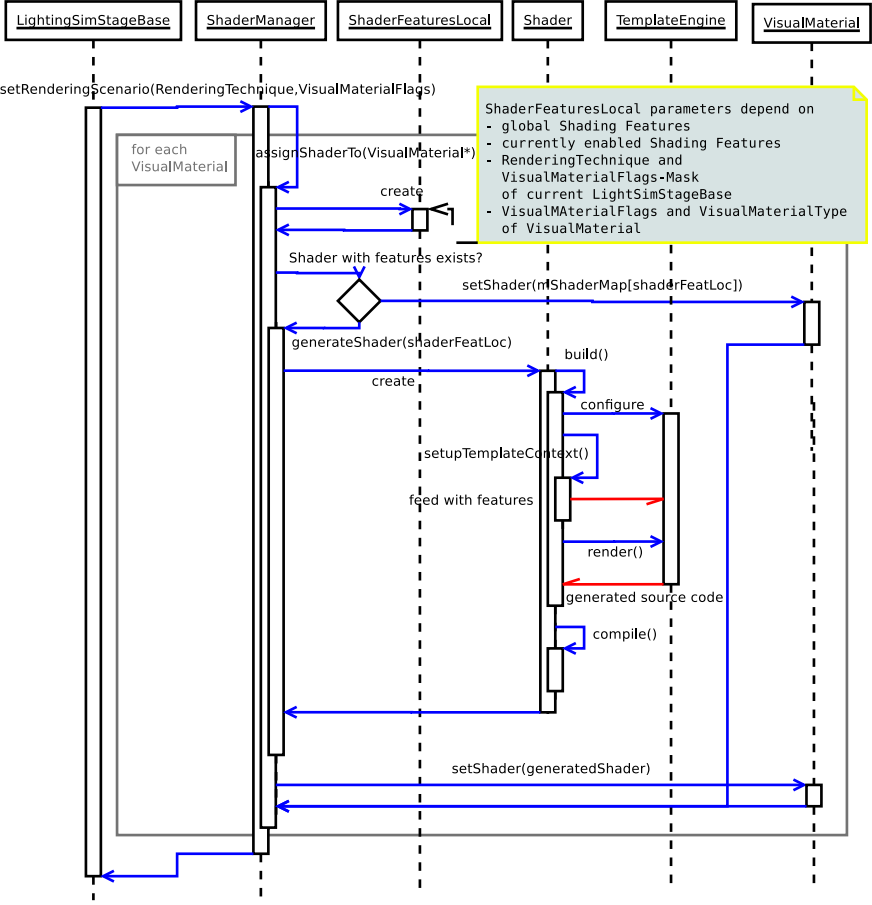 LightingSimStageBase
ShaderManager
ShaderFeaturesLocal
Shader
TemplateEngine
VisualMaterial
setRenderingScenario(RenderingTechnique,VisualMaterialFlags)
ShaderFeaturesLocal parameters depend on
- global Shading Features
- currently enabled Shading Features
- RenderingTechnique and
VisualMaterialFlags-Mask
of current LightSimStageBase
- VisualMAterialFlags and VisualMaterialType
of VisualMaterial
for each
VisualMaterial
assignShaderTo(VisualMaterial*)
create
Shader with features exists?
setShader(mShaderMap[shaderFeatLoc])
generateShader(shaderFeatLoc)
build()
create
configure
setupTemplateContext()
feed with features
render()
generated source code
compile()
setShader(generatedShader)